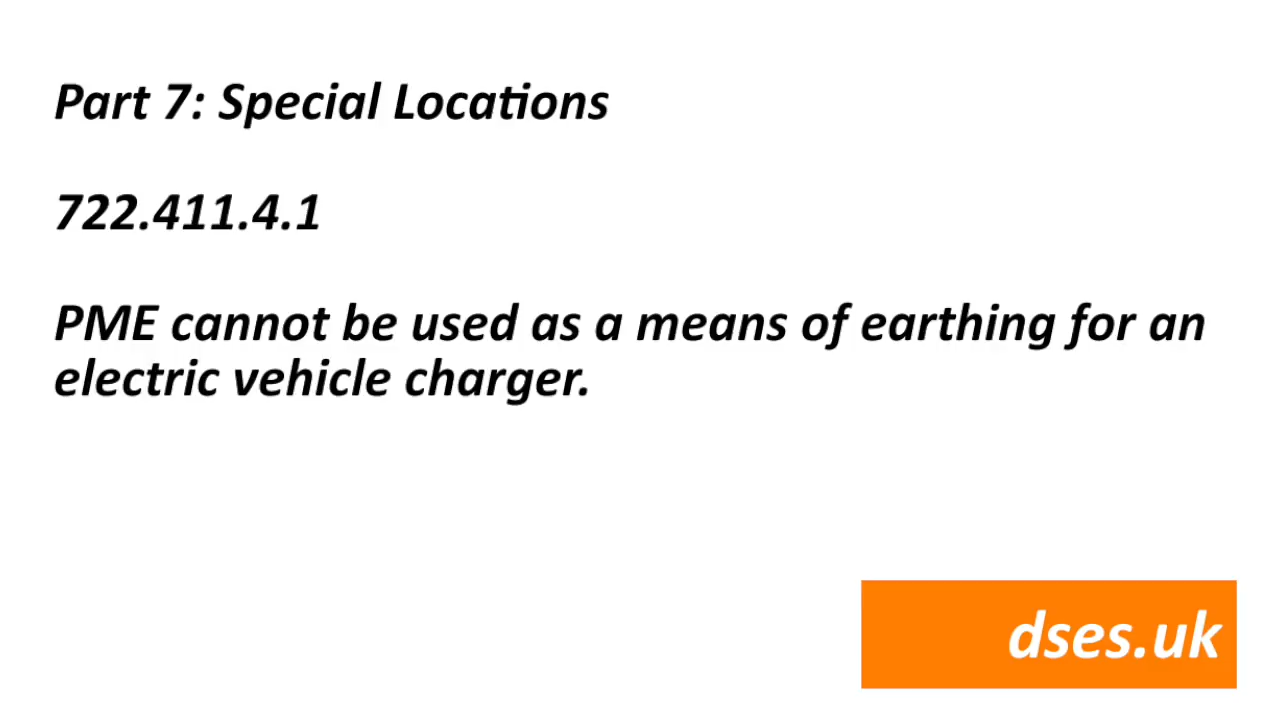 Part 7: Special Locations
722.411.4.1
PME cannot be used as a means of earthing for an
electric vehicle charger.
dses.uk